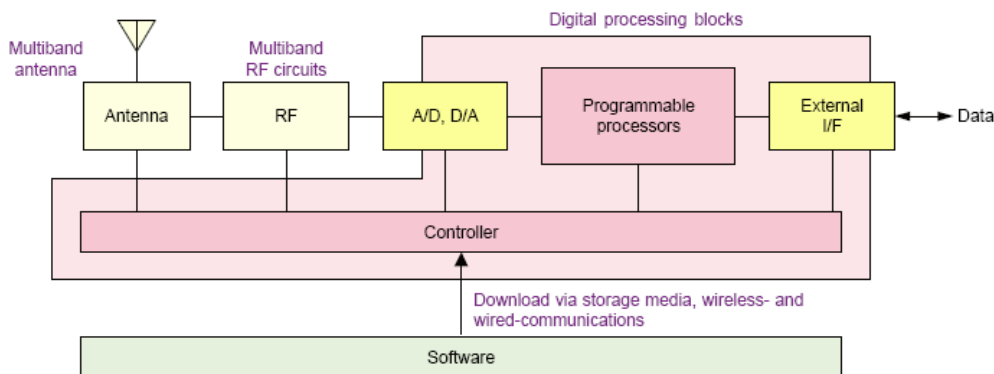 Digital processing blocks
Multiband
antenna
Multiband
RF circuits
Antenna
RF
A/D, D/A
Programmable
processors
External
I/F
Data
Controller
Download via storage media, wireless- and
wired-communications
Software